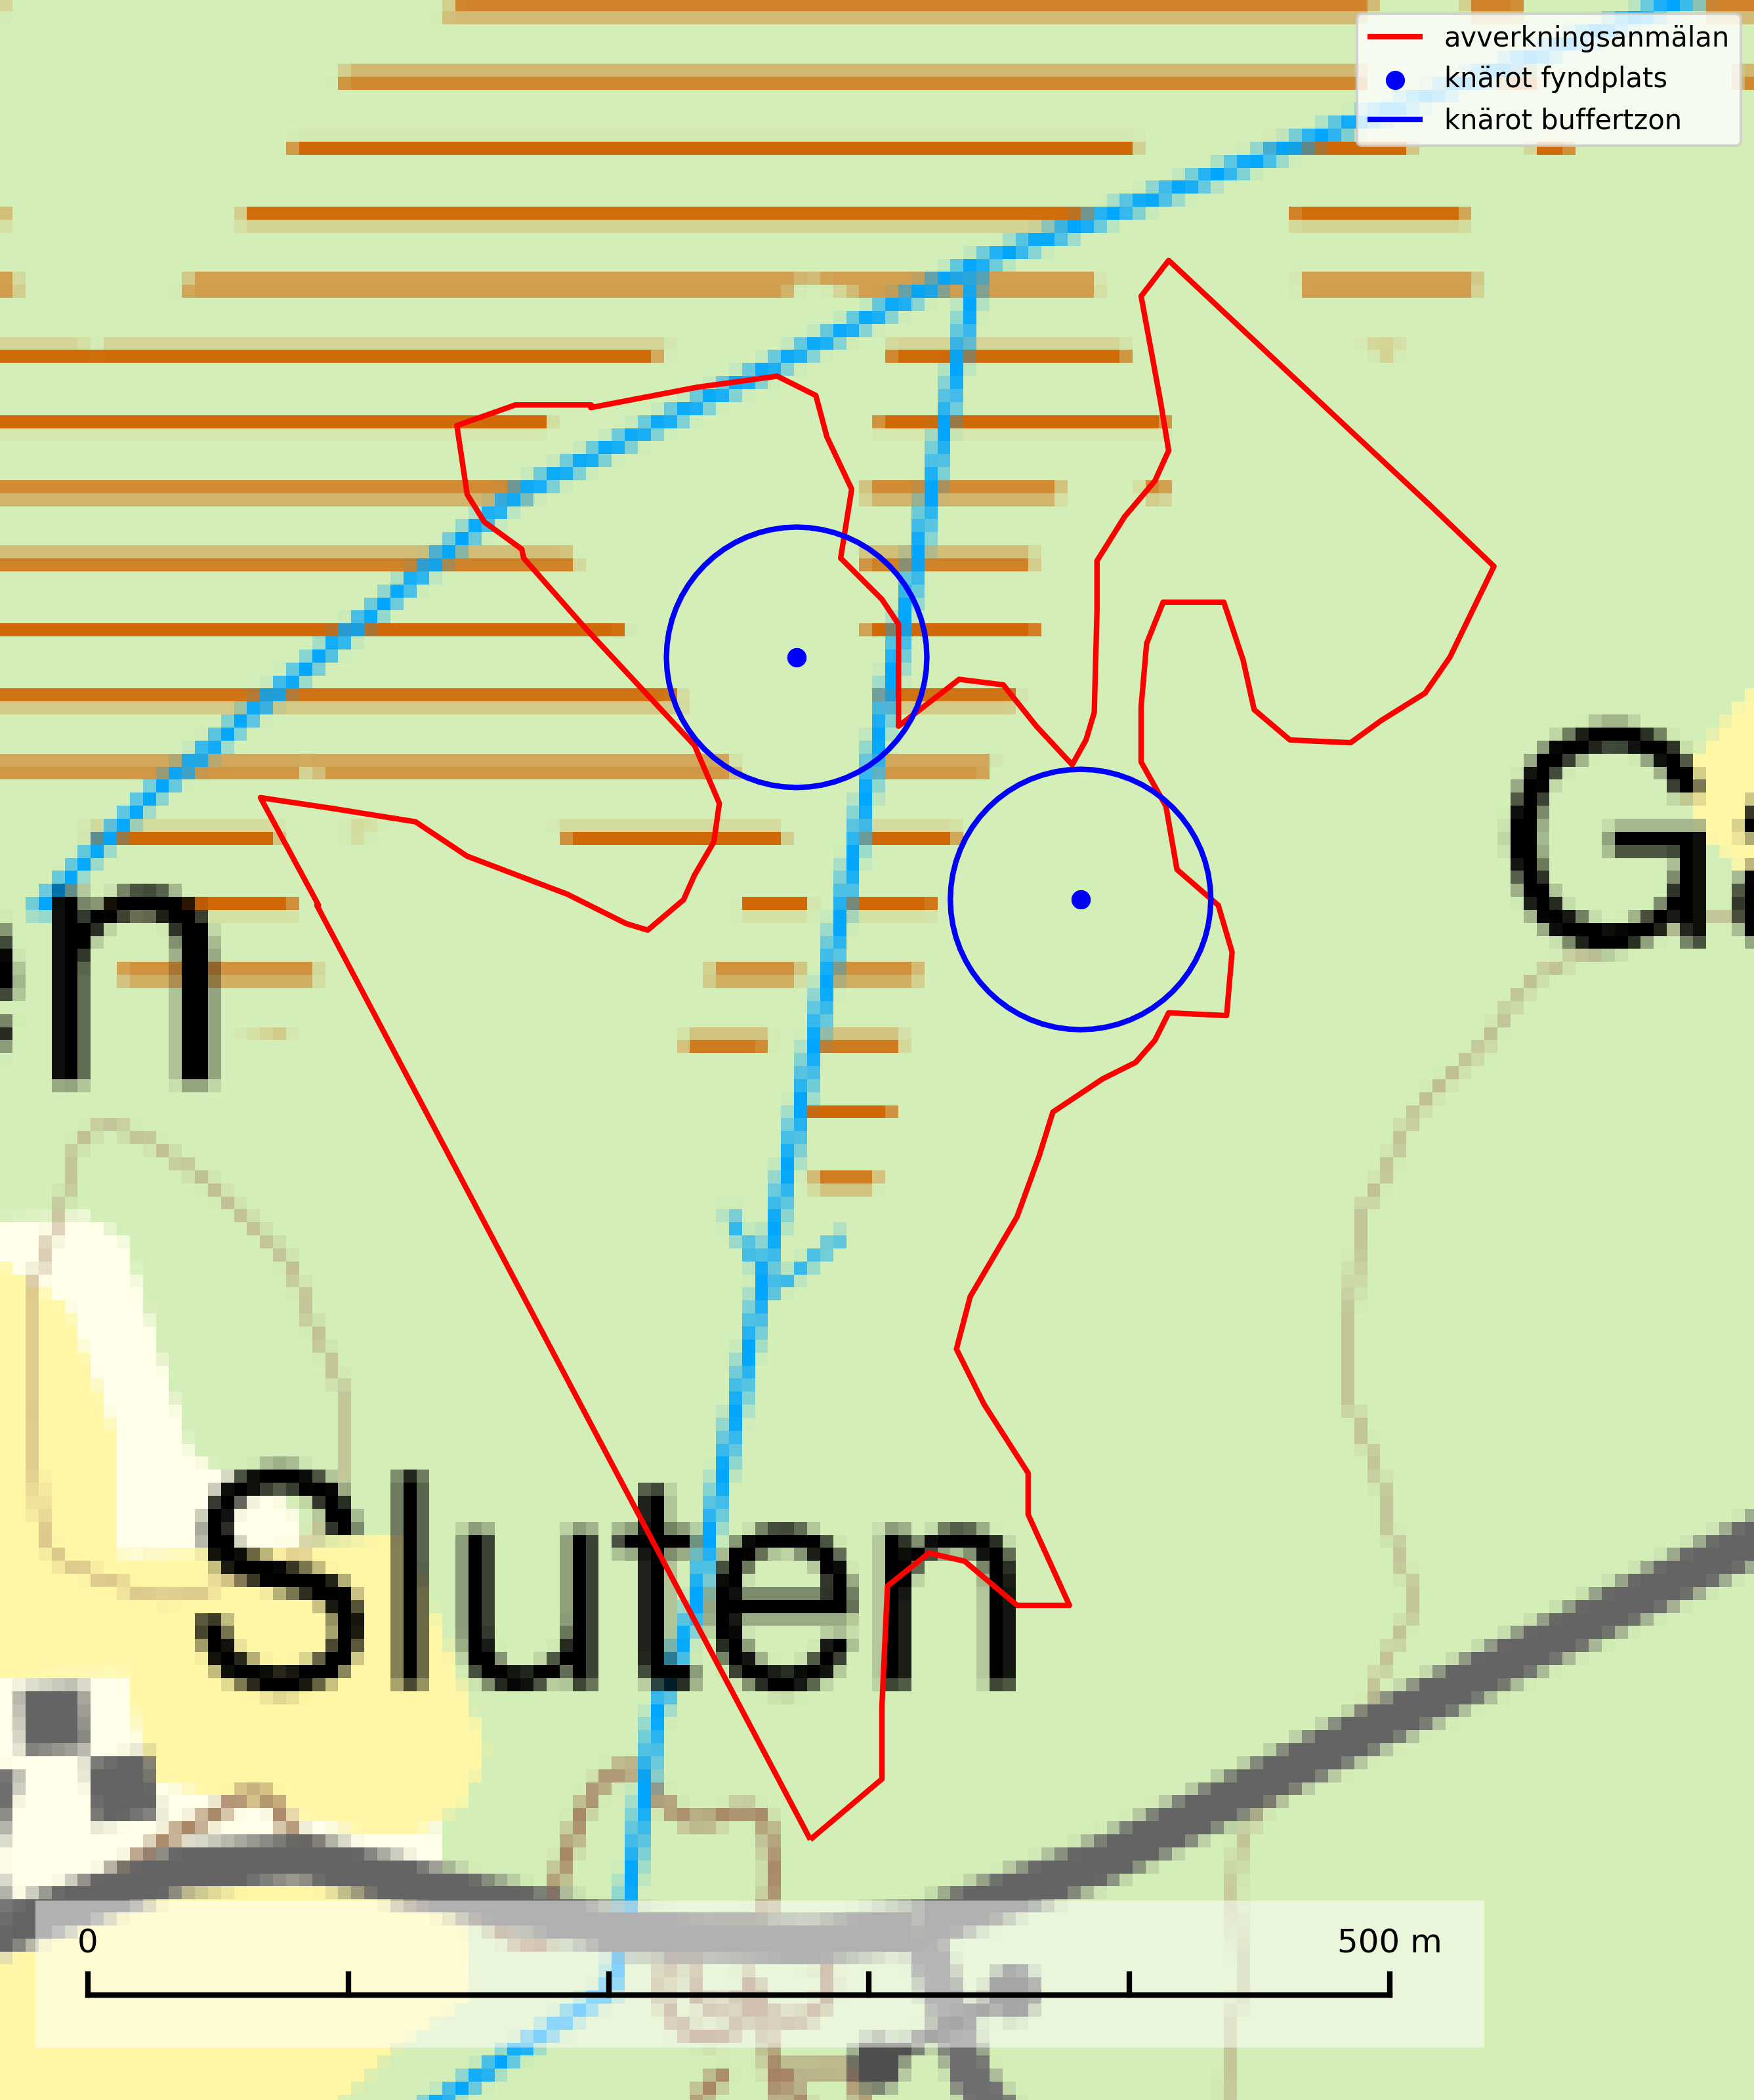 avverkningsanmälan
knärot fyndplats
knärot buffertzon
n
Sluten
0
500 m